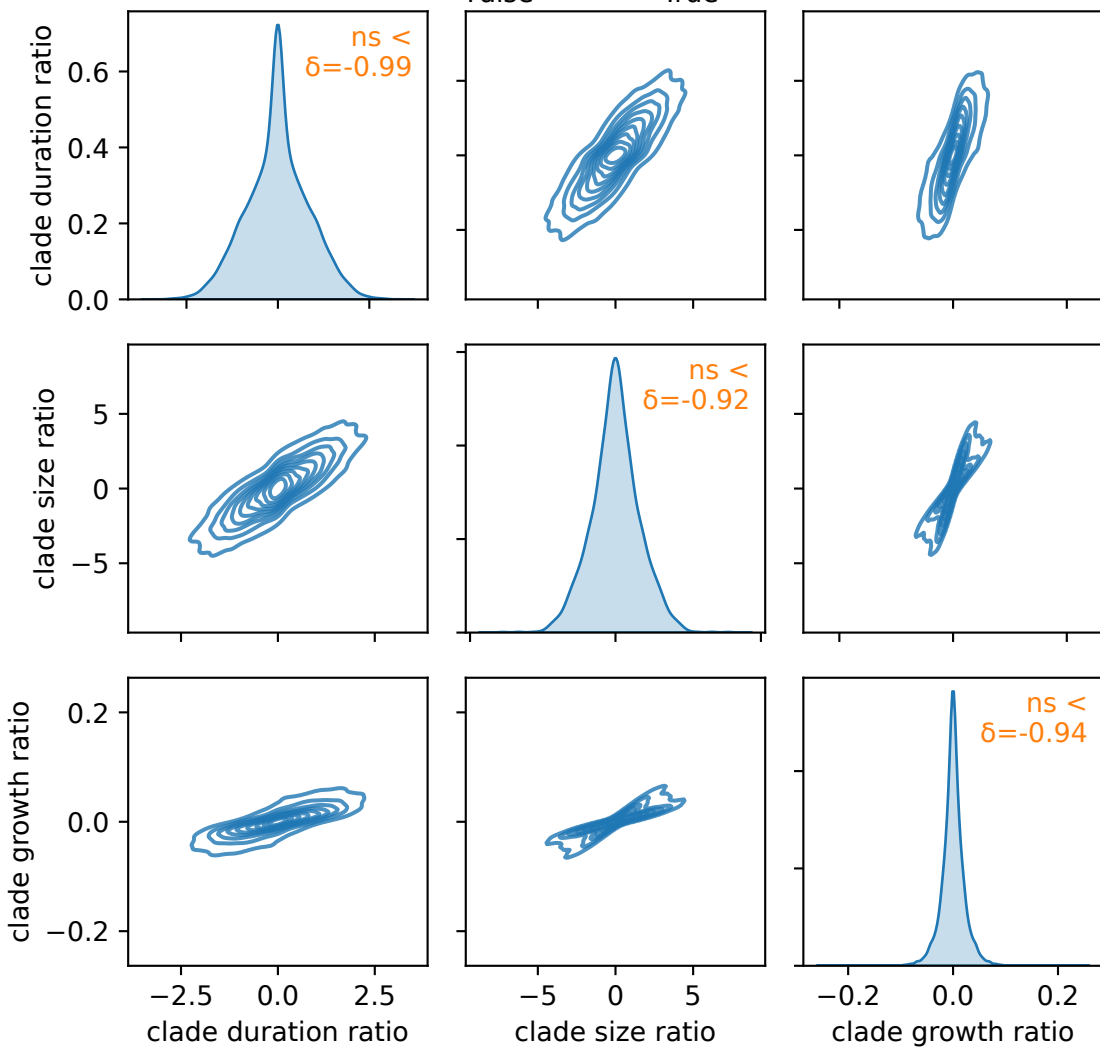 clade duration ratio
0.6
0.4
0.2
0.0
ns <
δ=-0.99
clade size ratio
5
0
−5
ns <
δ=-0.92
clade growth ratio
0.2
0.0
−0.2
ns <
δ=-0.94
−2.5 0.0 2.5
−5 0 5
−0.2 0.0 0.2
clade duration ratio
clade size ratio
clade growth ratio